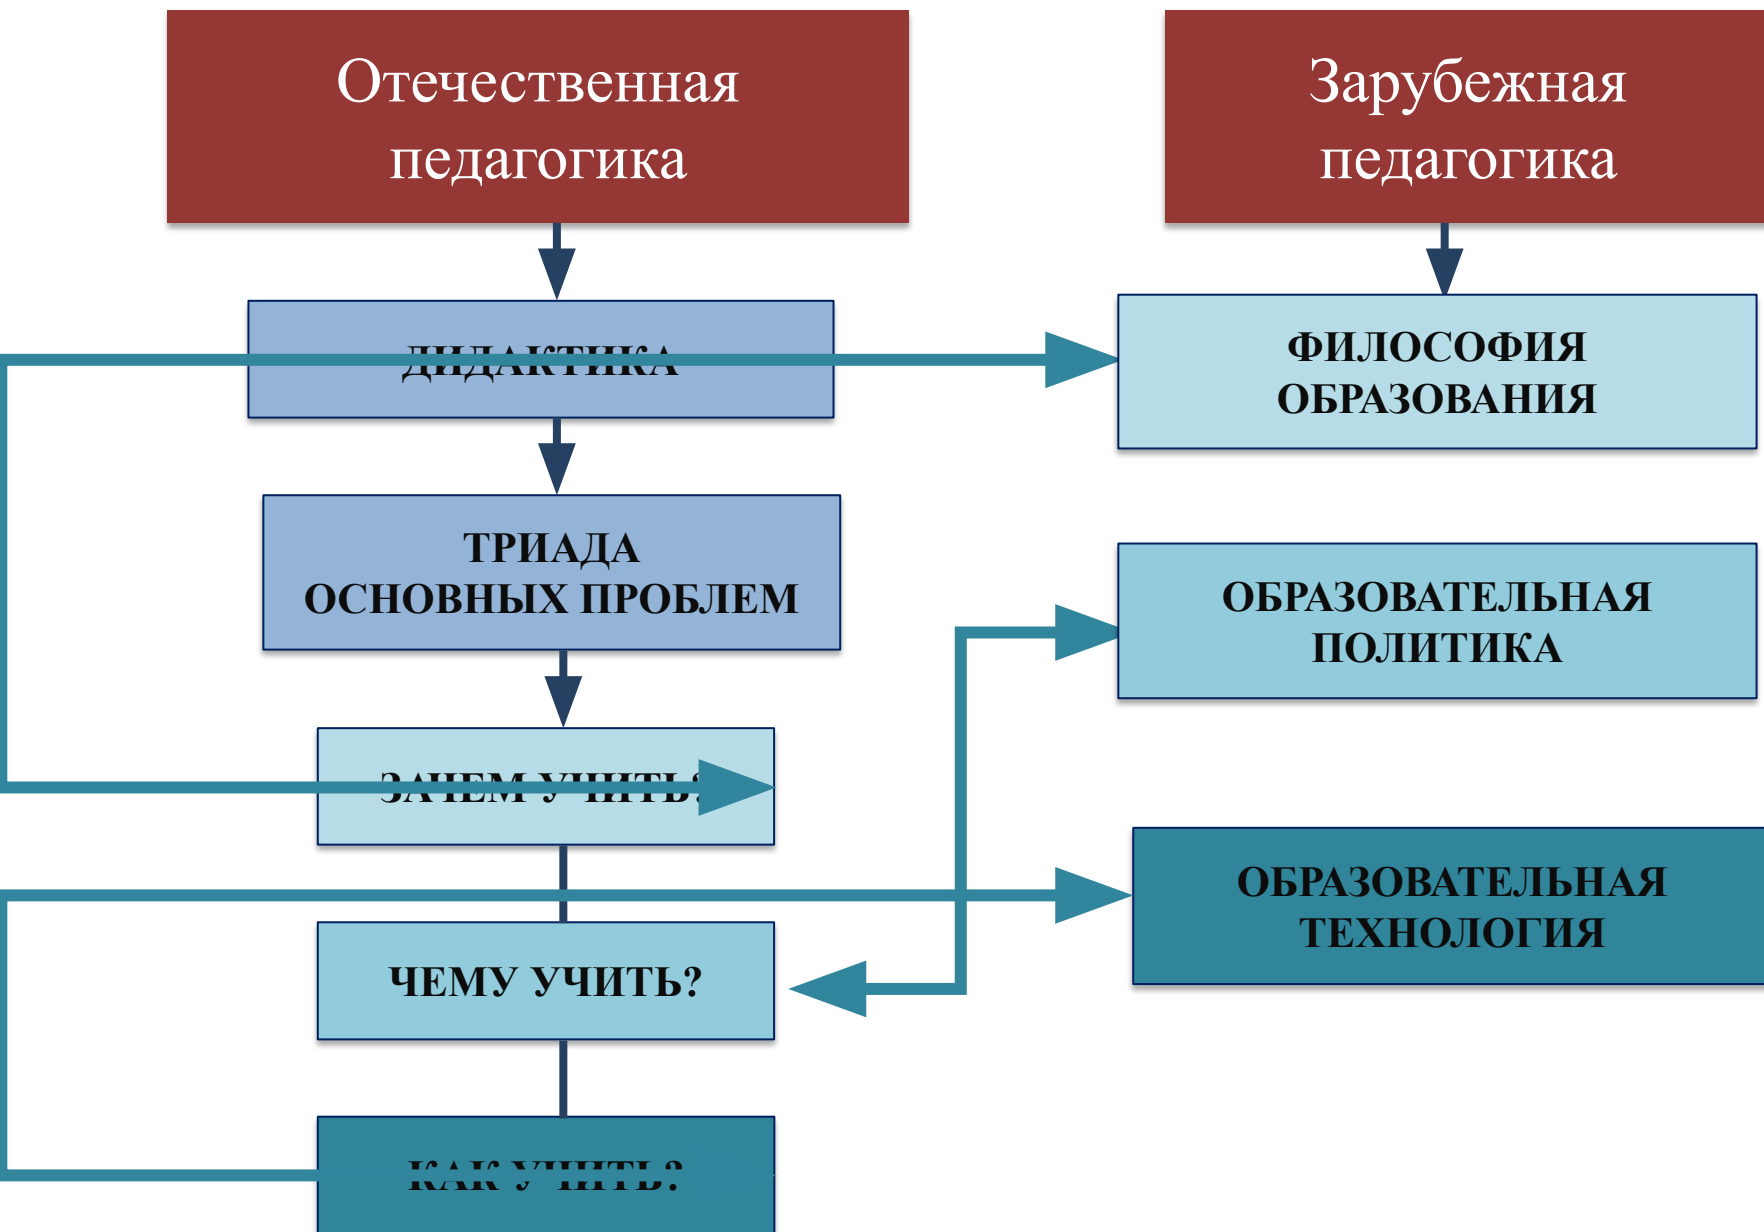 Отечественная
педагогика
Зарубежная
педагогика
ДИДАКТИКА
ФИЛОСОФИЯ
ОБРАЗОВАНИЯ
ТРИАДА
ОСНОВНЫХ ПРОБЛЕМ
ОБРАЗОВАТЕЛЬНАЯ
ПОЛИТИКА
ЗАЧЕМ УЧИТЬ?
ОБРАЗОВАТЕЛЬНАЯ
ТЕХНОЛОГИЯ
ЧЕМУ УЧИТЬ?
КАК УЧИТЬ?